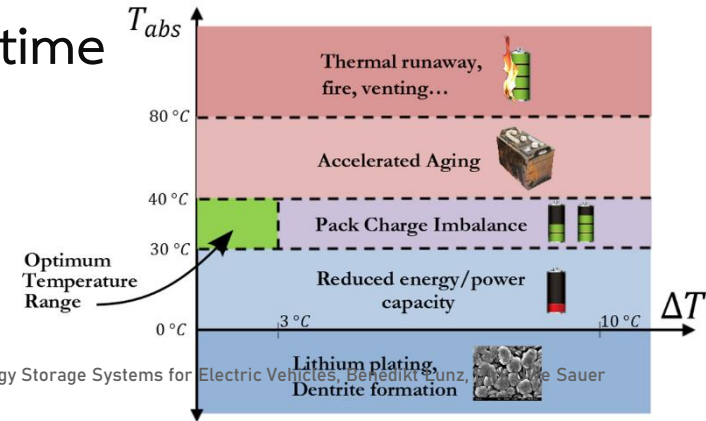 time
T_abs
Thermal runaway,
fire, venting...
80 °C
Accelerated Aging
40 °C
Pack Charge Imbalance
30 °C
Optimum
Temperature
Range
Reduced energy/power
capacity
ΔT
0 °C
3 °C
10 °C
Lithium plating,
Dentrite formation
gy Storage Systems for Electric Vehicles, Benedikt Lunz, Sauer